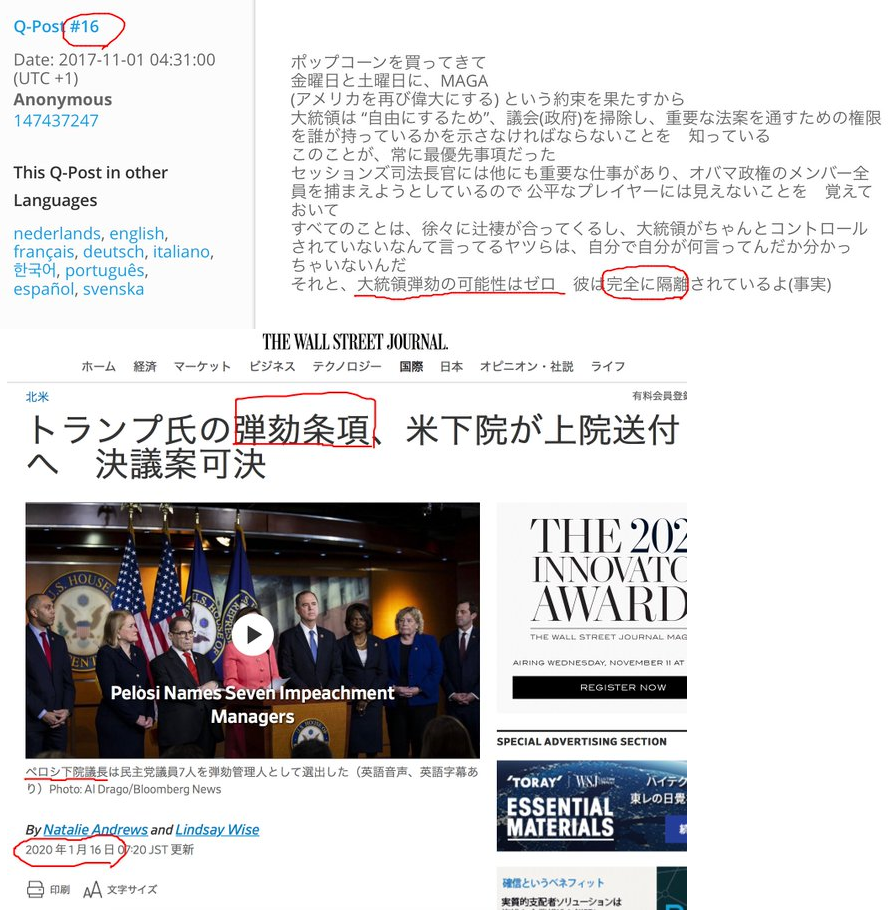 Q-Post #16
Date: 2017-11-01 04:31:00
(UTC +1)
Anonymous
147437247
This Q-Post in other
Languages
nederlands, english,
français, deutsch, italiano,
한국어, português,
español, svenska
ポップコーンを買ってきて
金曜日と土曜日に、MAGA
(アメリカを再び偉大にする) という約束を果たすから
大統領は “自由にするため”、議会(政府)を掃除し、重要な法案を通すための権限
を誰が持っているかを示さなければならないことを　知っている
このことが、常に最優先事項だった
セッションズ司法長官には他にも重要な仕事があり、オバマ政権のメンバー全
員を捕まえようとしているので 公平なプレイヤーには見えないことを　覚えて
おいて
すべてのことは、徐々に辻褄が合ってくるし、大統領がちゃんとコントロール
されていないなんて言ってるヤツらは、自分で自分が何言ってんだか分かっ
ちゃいないんだ
それと、大統領弾劾の可能性はゼロ　彼は完全に隔離されているよ(事実)
THE WALL STREET JOURNAL.
ホーム　経済　マーケット　ビジネス　テクノロジー　国際　日本　オピニオン・社説　ライフ
北米
有料会員登録
トランプ氏の弾劾条項、米下院が上院送付
へ　決議案可決
Pelosi Names Seven Impeachment
Managers
ペロシ下院議長は民主党議員7人を弾劾管理人として選出した（英語音声、英語字幕あ
り）Photo: Al Drago/Bloomberg News
By Natalie Andrews and Lindsay Wise
2020 年 1 月 16 日 07:20 JST 更新
印刷　AA 文字サイズ
THE 202
INNOVATO
AWARD
THE WALL STREET JOURNAL MAG
AIRING WEDNESDAY, NOVEMBER 11 AT
REGISTER NOW
SPECIAL ADVERTISING SECTION
'TORAY' WSJ
ESSENTIAL
MATERIALS
ハイテク
東レの日覺
続
確信というベネフィット
実質的支配者ソリューションは